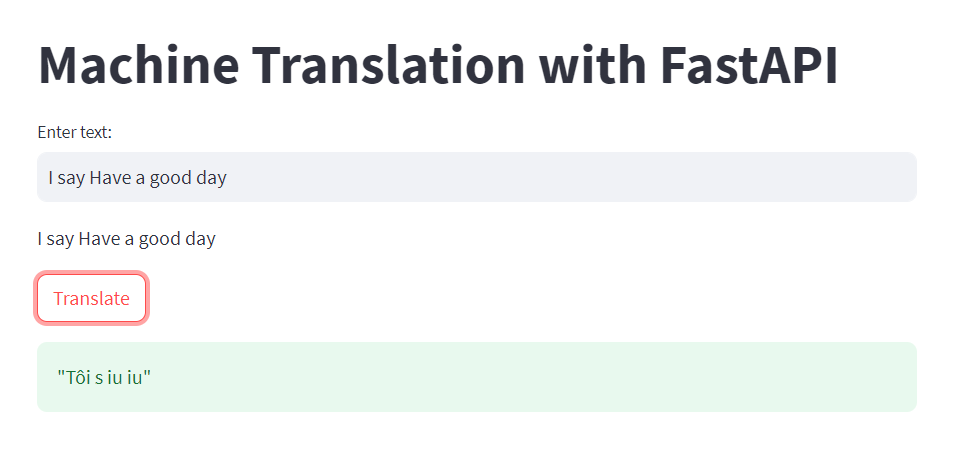 Machine Translation with FastAPI
Enter text:
I say Have a good day
I say Have a good day
Translate
"Tôi s iu iu"